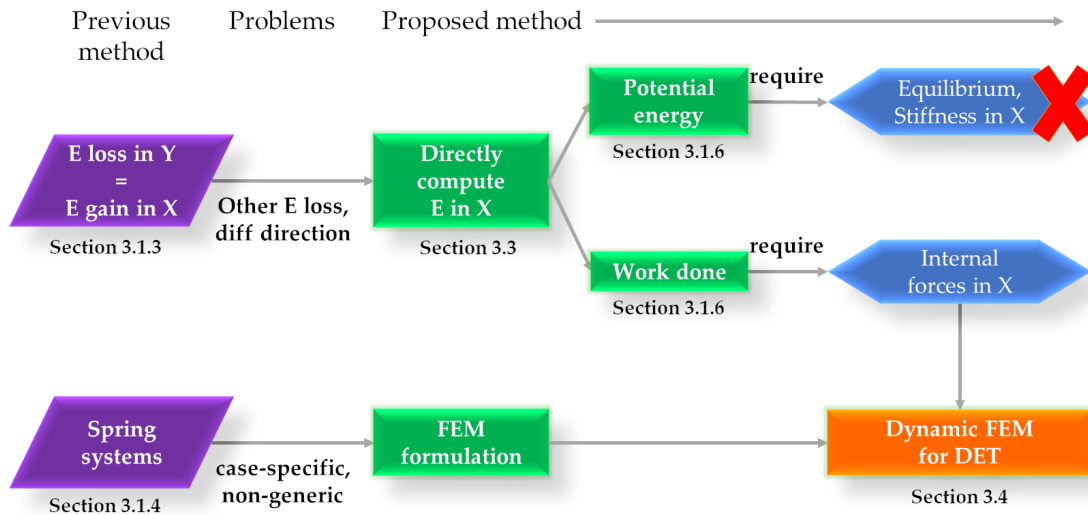 Previous
method
Problems
Proposed method
E loss in Y
=
E gain in X
Section 3.1.3
Other E loss,
diff direction
Directly
compute
E in X
Section 3.3
Potential
energy
Section 3.1.6
require
Equilibrium,
Stiffness in X
Work done
Section 3.1.6
require
Internal
forces in X
Spring
systems
Section 3.1.4
case-specific,
non-generic
FEM
formulation
Dynamic FEM
for DET
Section 3.4